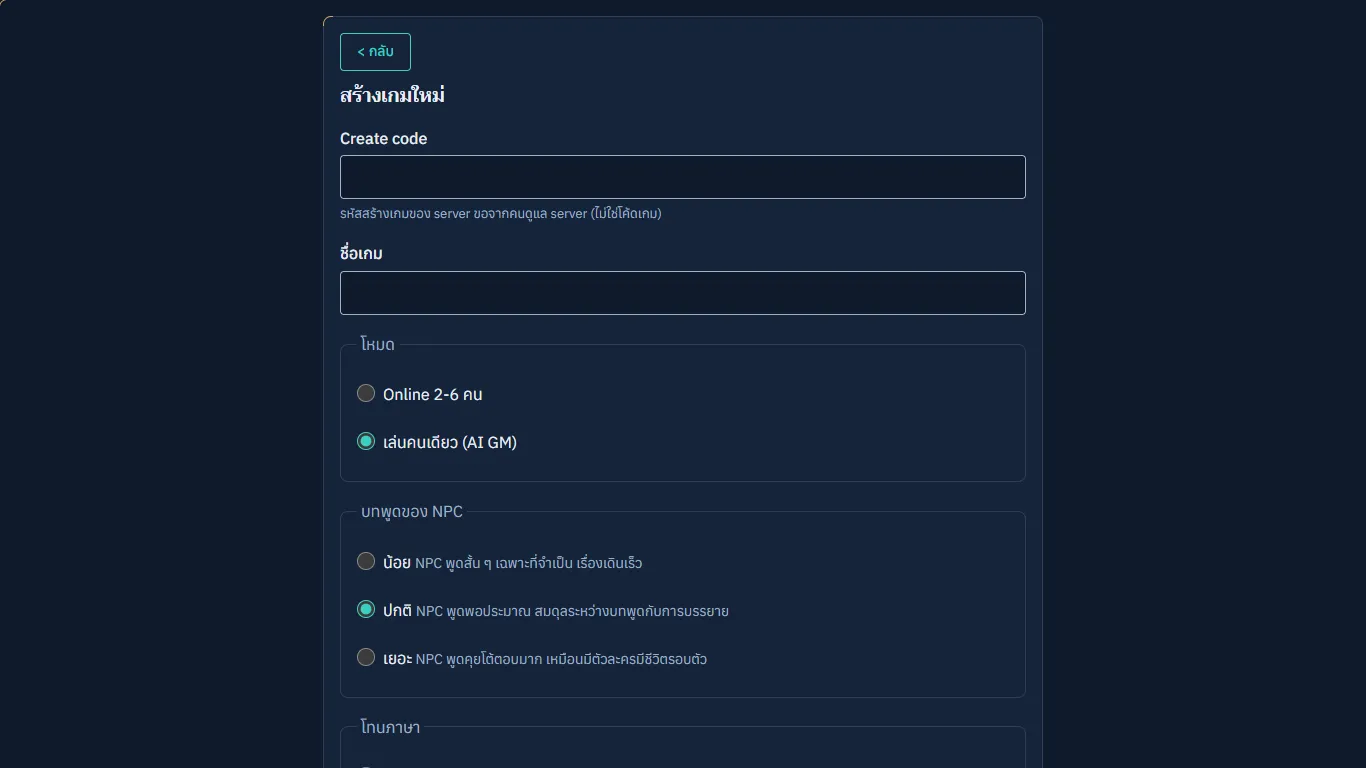 < กลับ
สร้างเกมใหม่
Create code
รหัสสร้างเกมของ server ขอจากคนดูแล server (ไม่ใช่โค้ดเกม)
ชื่อเกม
โหมด
Online 2-6 คน
เล่นคนเดียว (AI GM)
บทพูดของ NPC
น้อย NPC พูดสั้น ๆ เฉพาะที่จำเป็น เรื่องเดินเร็ว
ปกติ NPC พูดพอประมาณ สมดุลระหว่างบทพูดกับการบรรยาย
เยอะ NPC พูดคุยโต้ตอบมาก เหมือนมีตัวละครมีชีวิตรอบตัว
โทนภาษา